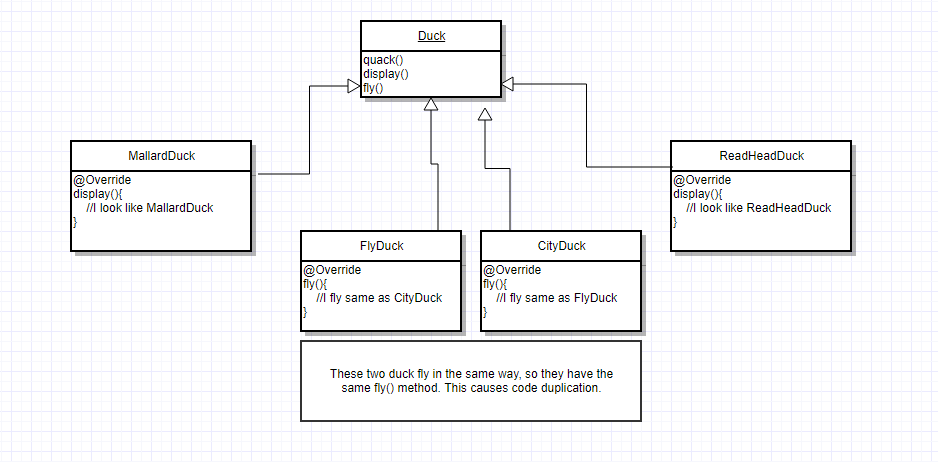 Duck
quack()
display()
fly()
MallardDuck
@Override
display(){
//I look like MallardDuck
}
ReadHeadDuck
@Override
display(){
//I look like ReadHeadDuck
}
FlyDuck
@Override
fly(){
//I fly same as CityDuck
}
CityDuck
@Override
fly(){
//I fly same as FlyDuck
}
These two duck fly in the same way, so they have the
same fly() method. This causes code duplication.